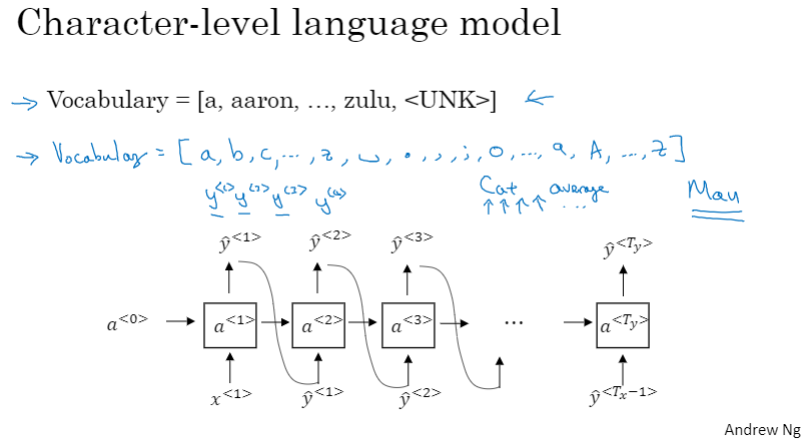 Character-level language model
→ Vocabulary = [a, aaron, …, zulu, <UNK>] ←
→ Vocabulary = [a, b, c, ..., z, ␣, ., ,, ;, 0, ..., 9, A, ..., Z]
y<1> y<2> y<3> y<4> Cat average Mau
ŷ<1> ŷ<2> ŷ<3> ŷ<Ty>
a<0> a<1> a<2> a<3> … a<Ty>
x<1> ŷ<1> ŷ<2> ŷ<Tx−1>
Andrew Ng